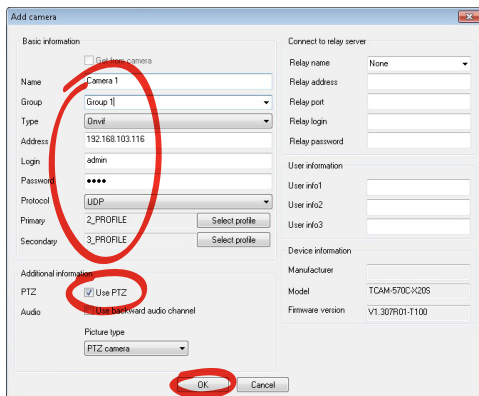 Add camera
Basic information
Get from camera
Name Camera 1
Group Group 1
Type Onvif
Address 192.168.103.116
Login admin
Password ••••
Protocol UDP
Primary 2_PROFILE Select profile
Secondary 3_PROFILE Select profile
Additional information
PTZ Use PTZ
Audio Use backward audio channel
Picture type
PTZ camera
Connect to relay server
Relay name None
Relay address
Relay port
Relay login
Relay password
User information
User info1
User info2
User info3
Device information
Manufacturer
Model TCAM-570C-X20S
Firmware version V1.307R01-T100
OK Cancel